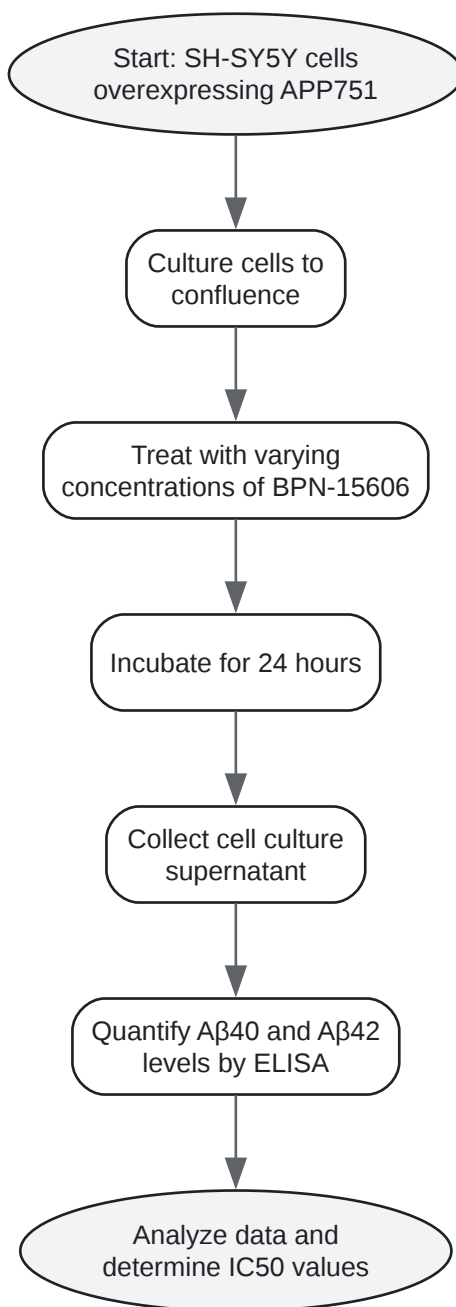 Start: SH-SY5Y cells
overexpressing APP751
Culture cells to
confluence
Treat with varying
concentrations of BPN-15606
Incubate for 24 hours
Collect cell culture
supernatant
Quantify Aβ40 and Aβ42
levels by ELISA
Analyze data and
determine IC50 values